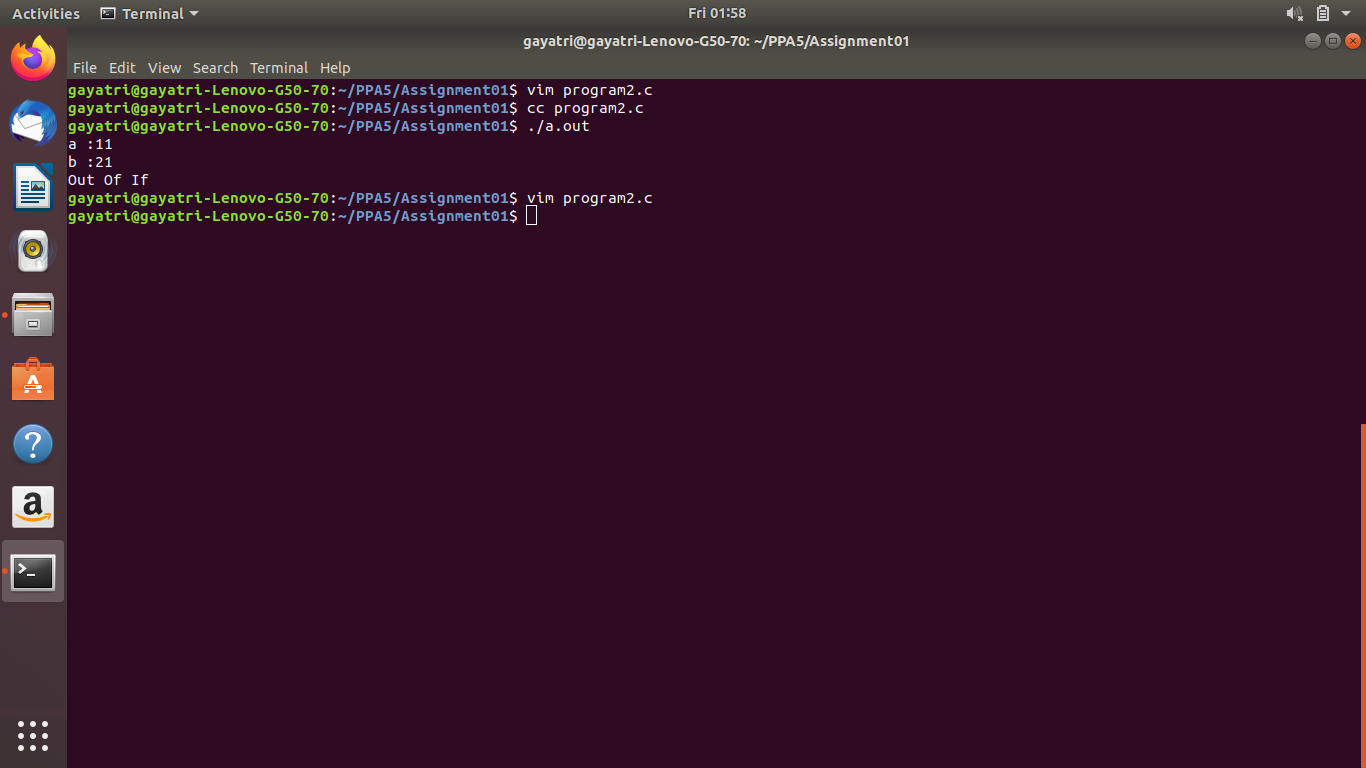 Activities Terminal Fri 01:58
gayatri@gayatri-Lenovo-G50-70: ~/PPA5/Assignment01
File Edit View Search Terminal Help
gayatri@gayatri-Lenovo-G50-70:~/PPA5/Assignment01$ vim program2.c
gayatri@gayatri-Lenovo-G50-70:~/PPA5/Assignment01$ cc program2.c
gayatri@gayatri-Lenovo-G50-70:~/PPA5/Assignment01$ ./a.out
a :11
b :21
Out Of If
gayatri@gayatri-Lenovo-G50-70:~/PPA5/Assignment01$ vim program2.c
gayatri@gayatri-Lenovo-G50-70:~/PPA5/Assignment01$